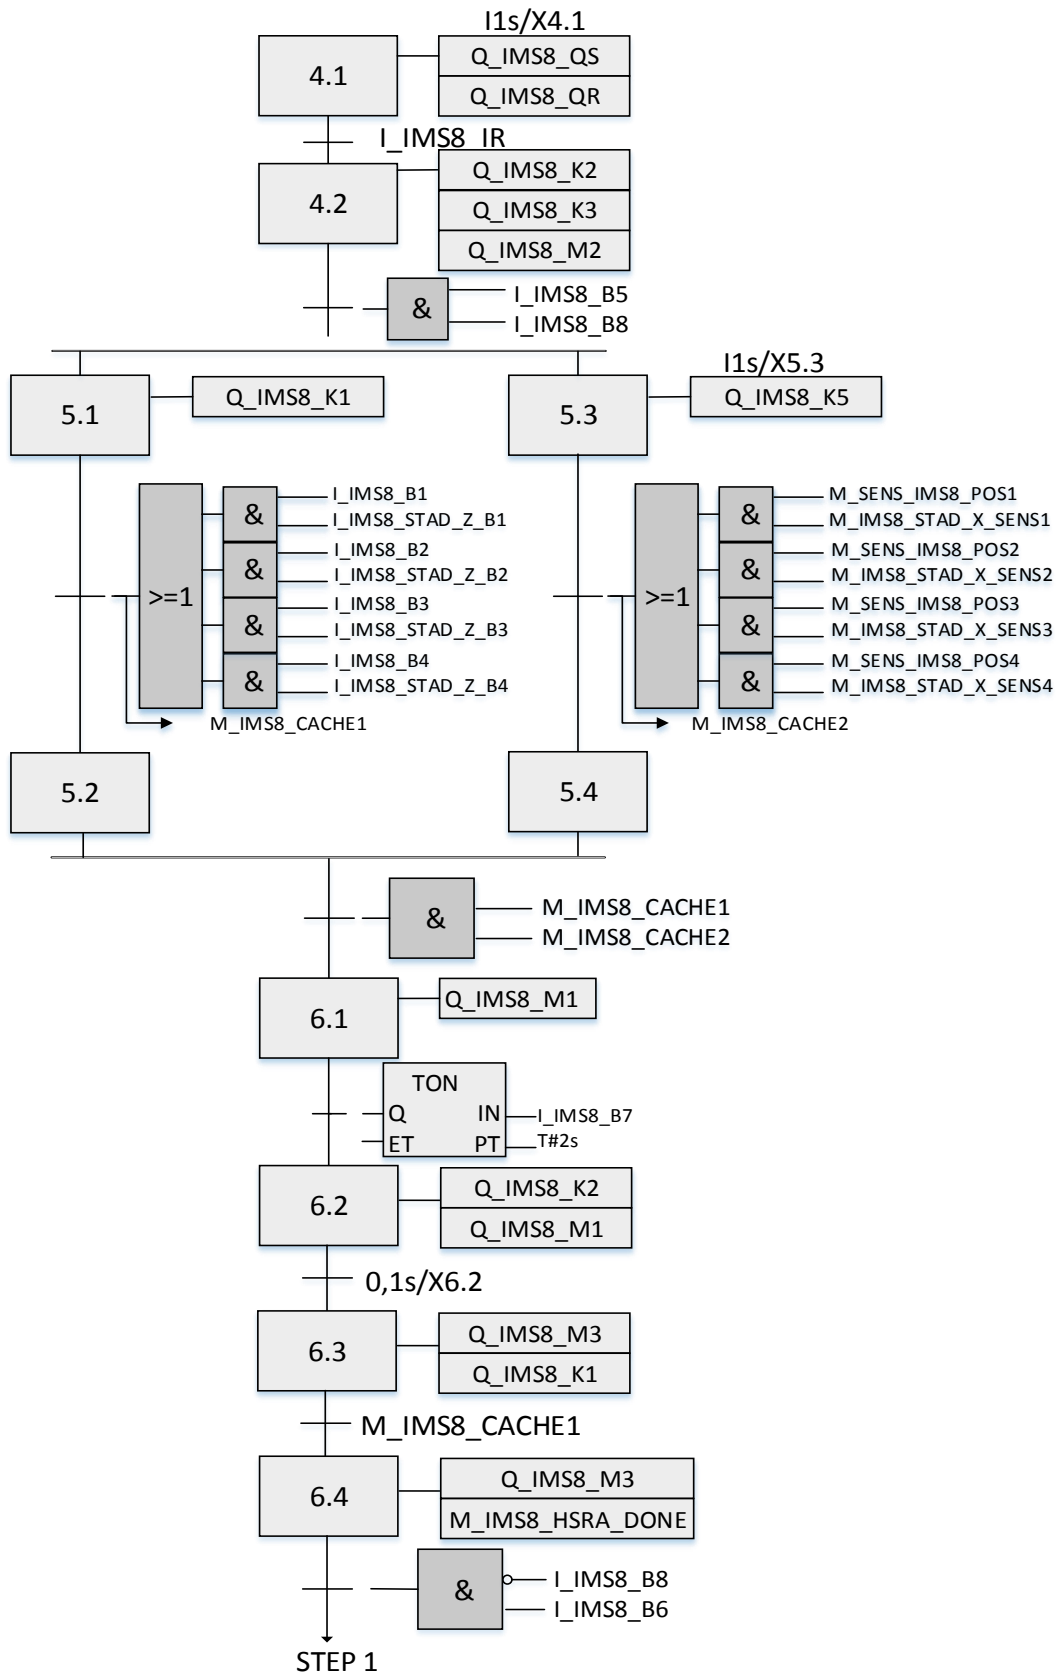 I1s/X4.1
4.1
Q_IMS8_QS
Q_IMS8_QR
I_IMS8_IR
4.2
Q_IMS8_K2
Q_IMS8_K3
Q_IMS8_M2
&
I_IMS8_B5
I_IMS8_B8
5.1
Q_IMS8_K1
I1s/X5.3
5.3
Q_IMS8_K5
>=1
&
I_IMS8_B1
I_IMS8_STAD_Z_B1
&
I_IMS8_B2
I_IMS8_STAD_Z_B2
&
I_IMS8_B3
I_IMS8_STAD_Z_B3
&
I_IMS8_B4
I_IMS8_STAD_Z_B4
M_IMS8_CACHE1
>=1
&
M_SENS_IMS8_POS1
M_IMS8_STAD_X_SENS1
&
M_SENS_IMS8_POS2
M_IMS8_STAD_X_SENS2
&
M_SENS_IMS8_POS3
M_IMS8_STAD_X_SENS3
&
M_SENS_IMS8_POS4
M_IMS8_STAD_X_SENS4
M_IMS8_CACHE2
5.2
5.4
&
M_IMS8_CACHE1
M_IMS8_CACHE2
6.1
Q_IMS8_M1
TON
Q IN I_IMS8_B7
ET PT T#2s
6.2
Q_IMS8_K2
Q_IMS8_M1
0,1s/X6.2
6.3
Q_IMS8_M3
Q_IMS8_K1
M_IMS8_CACHE1
6.4
Q_IMS8_M3
M_IMS8_HSRA_DONE
&
I_IMS8_B8
I_IMS8_B6
STEP 1